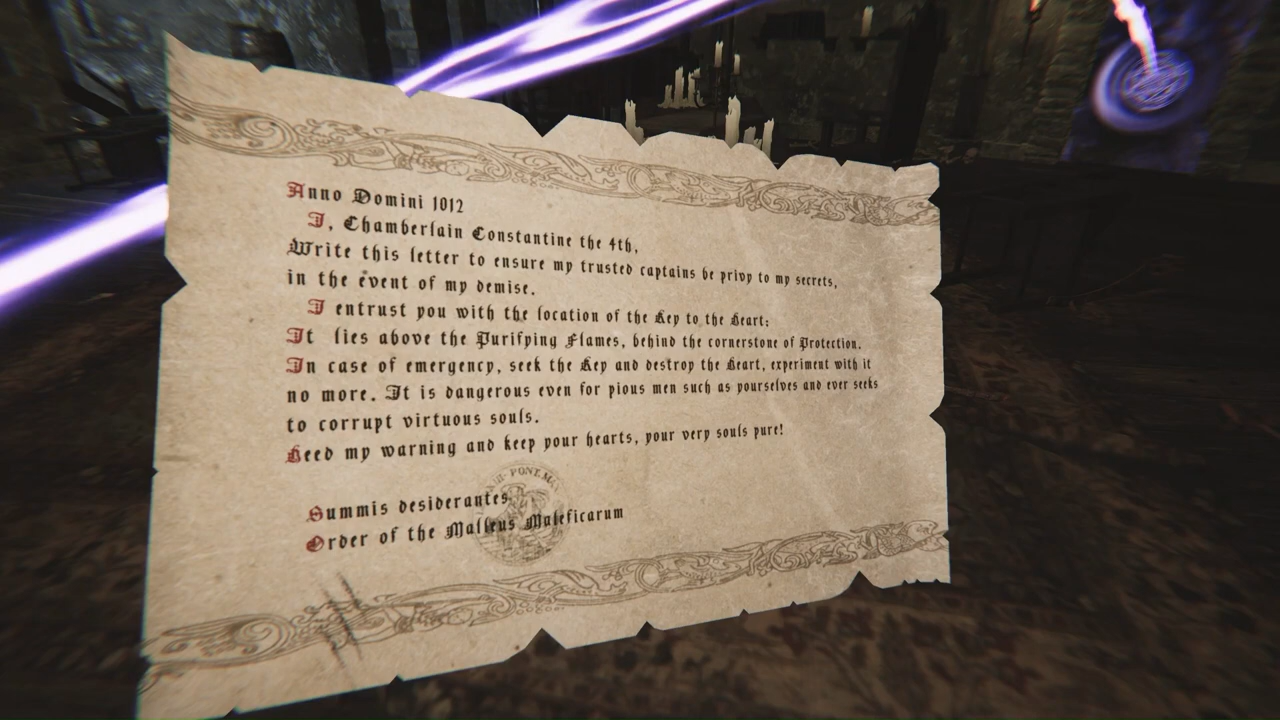 Anno Domini 1012
I, Chamberlain Constantine the 4th,
Write this letter to ensure my trusted captains be privy to my secrets,
in the event of my demise.
I entrust you with the location of the Key to the Heart:
It lies above the Purifying Flames, behind the cornerstone of Protection.
In case of emergency, seek the Key and destroy the Heart, experiment with it
no more. It is dangerous even for pious men such as yourselves and ever seeks
to corrupt virtuous souls.
Heed my warning and keep your hearts, your very souls pure!
PONT.MA
Summis desiderantes
Order of the Malleus Maleficarum